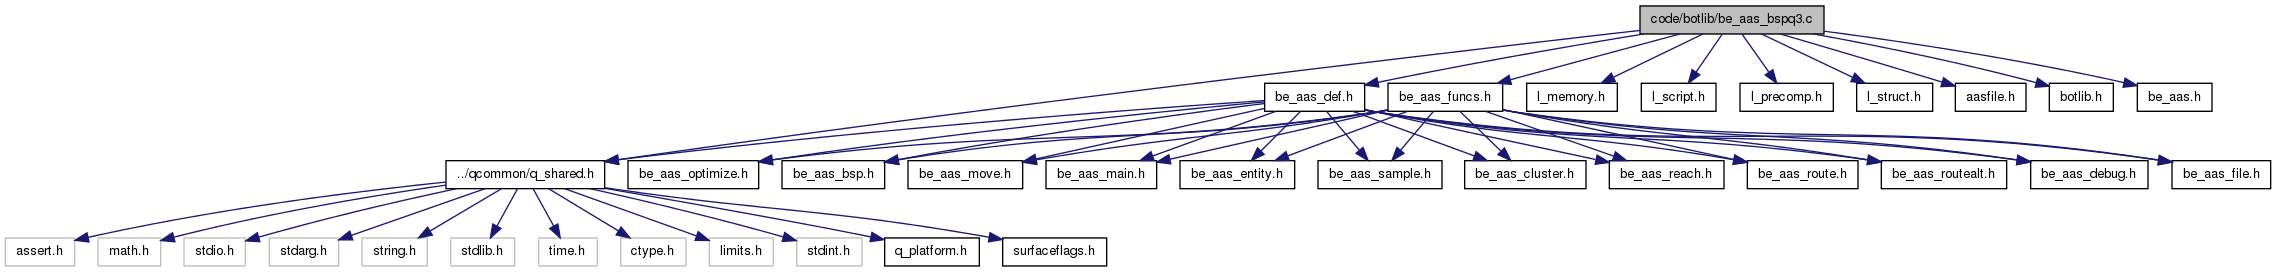 code/botlib/be_aas_bspq3.c
be_aas_def.h
be_aas_funcs.h
l_memory.h
l_script.h
l_precomp.h
l_struct.h
aasfile.h
botlib.h
be_aas.h
../qcommon/q_shared.h
be_aas_optimize.h
be_aas_bsp.h
be_aas_move.h
be_aas_main.h
be_aas_entity.h
be_aas_sample.h
be_aas_cluster.h
be_aas_reach.h
be_aas_route.h
be_aas_routealt.h
be_aas_debug.h
be_aas_file.h
assert.h
math.h
stdio.h
stdarg.h
string.h
stdlib.h
time.h
ctype.h
limits.h
stdint.h
q_platform.h
surfaceflags.h